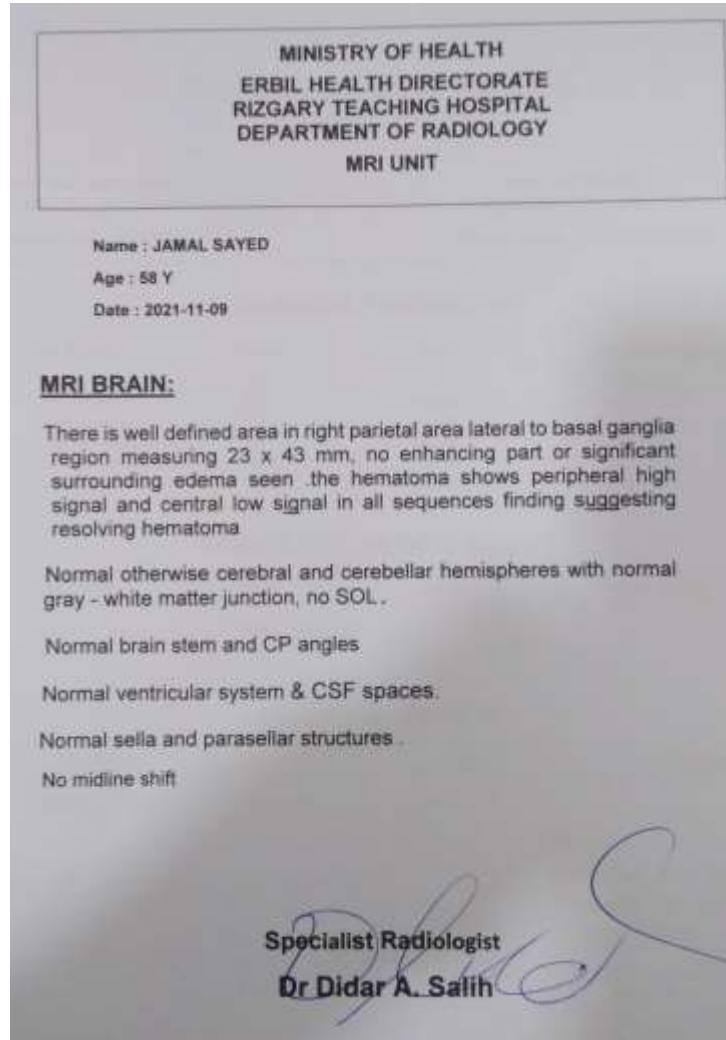 MINISTRY OF HEALTH
ERBIL HEALTH DIRECTORATE
RIZGARY TEACHING HOSPITAL
DEPARTMENT OF RADIOLOGY
MRI UNIT
Name : JAMAL SAYED
Age : 58 Y
Date : 2021-11-09
MRI BRAIN:
There is well defined area in right parietal area lateral to basal ganglia
region measuring 23 x 43 mm, no enhancing part or significant
surrounding edema seen .the hematoma shows peripheral high
signal and central low signal in all sequences finding suggesting
resolving hematoma
Normal otherwise cerebral and cerebellar hemispheres with normal
gray - white matter junction, no SOL .
Normal brain stem and CP angles
Normal ventricular system & CSF spaces.
Normal sella and parasellar structures .
No midline shift
Specialist Radiologist
Dr Didar A. Salih